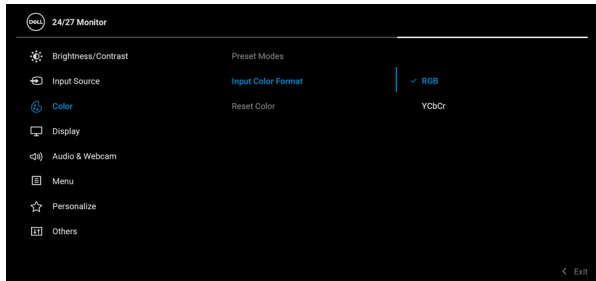 DELL 24/27 Monitor
Brightness/Contrast Preset Modes
Input Source Input Color Format ✓ RGB
Color Reset Color YCbCr
Display
Audio & Webcam
Menu
Personalize
Others
< Exit